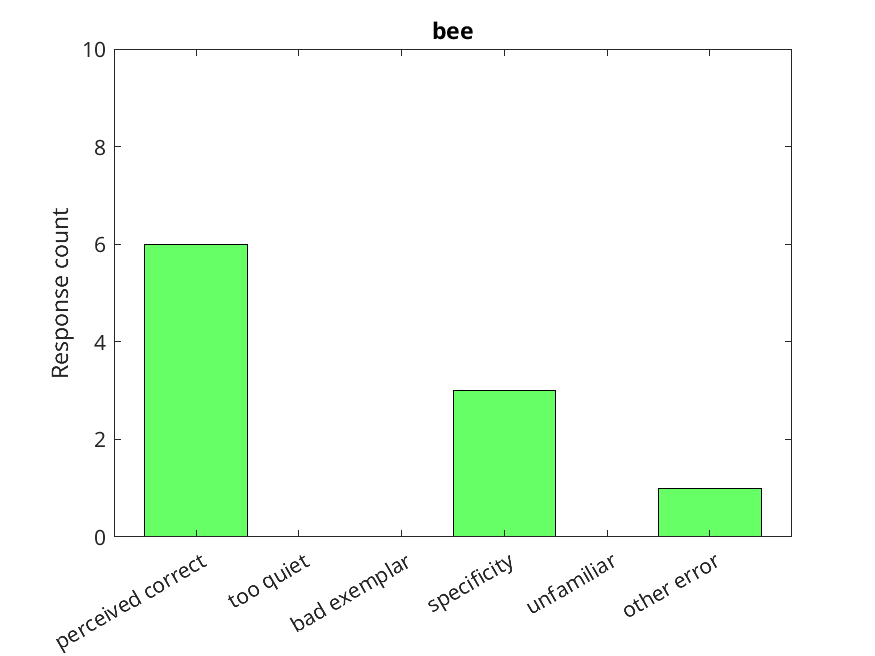 bee
10
8
6
4
2
0
Response count
perceived correct
too quiet
bad exemplar
specificity
unfamiliar
other error